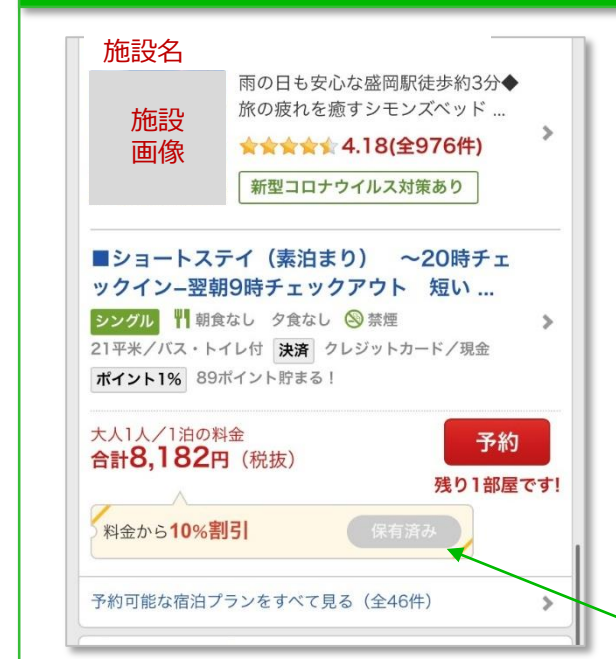 施設名
施設
画像
雨の日も安心な盛岡駅徒歩約3分◆
旅の疲れを癒すシモンズベッド ...
4.18(全976件)
新型コロナウイルス対策あり
■ショートステイ（素泊まり） ～20時チェ
ックイン–翌朝9時チェックアウト 短い ...
シングル 朝食なし 夕食なし 禁煙
21平米／バス・トイレ付 決済 クレジットカード／現金
ポイント1% 89ポイント貯まる！
大人1人／1泊の料金
合計8,182円（税抜）
予約
残り1部屋です!
料金から10%割引 保有済み
予約可能な宿泊プランをすべて見る（全46件）